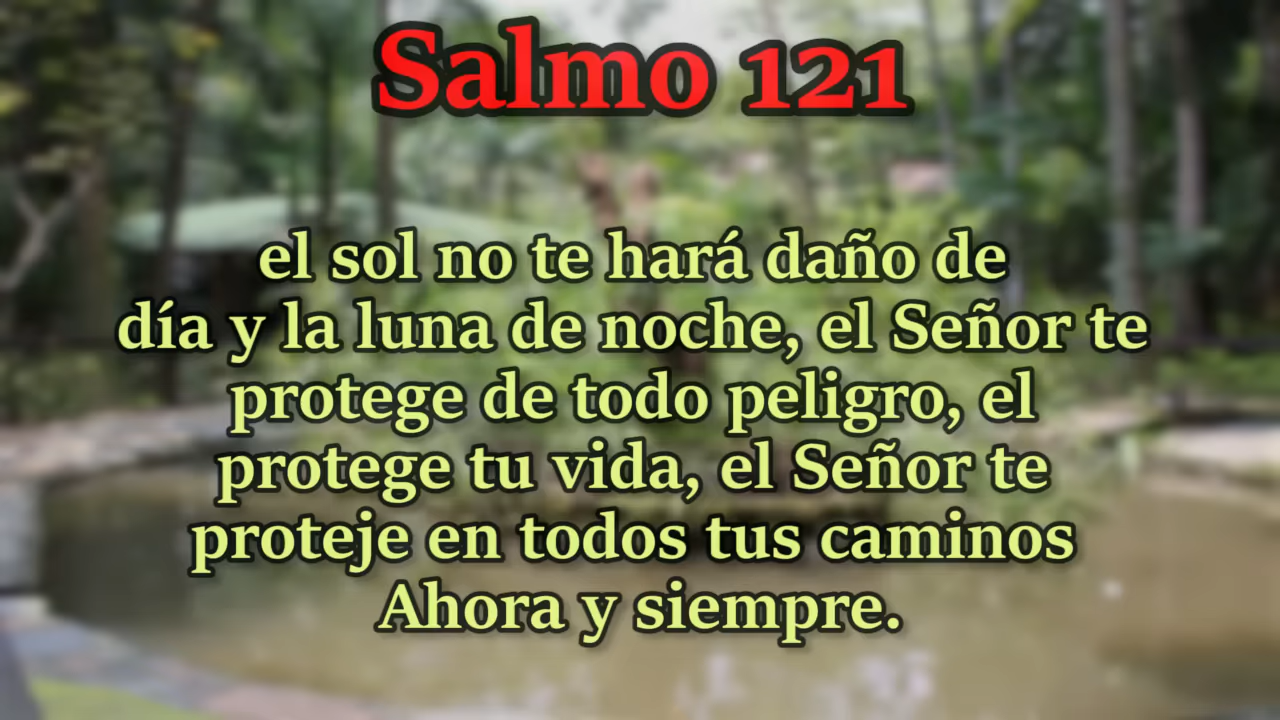 Salmo 121
el sol no te hará daño de
día y la luna de noche, el Señor te
protege de todo peligro, el
protege tu vida, el Señor te
proteje en todos tus caminos
Ahora y siempre.